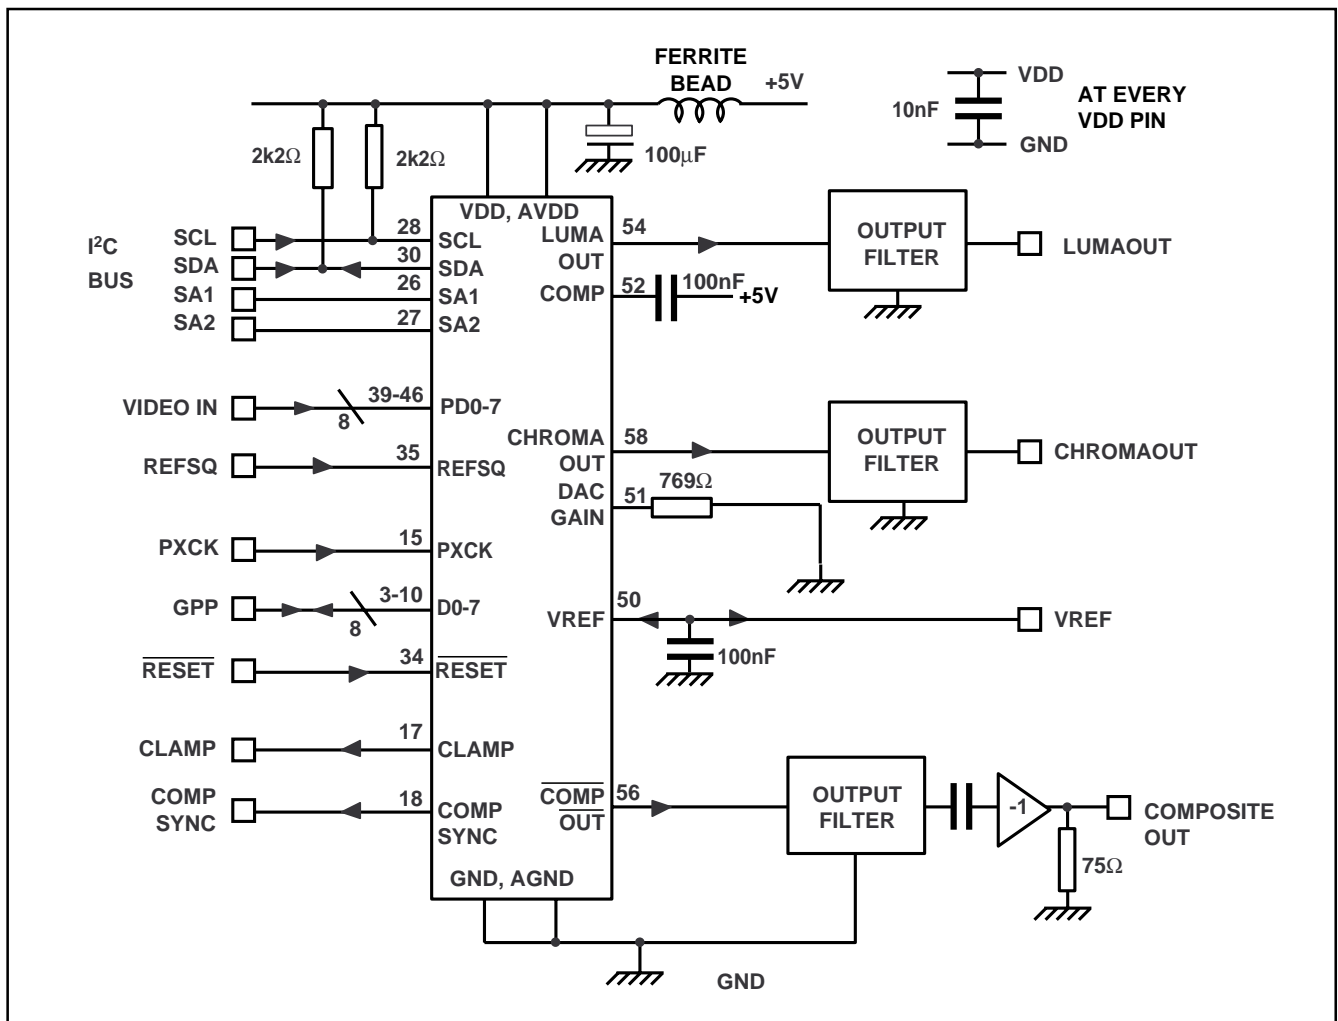 FERRITE
BEAD
+5V
VDD
10nF
AT EVERY
VDD PIN
GND
2k2Ω
2k2Ω
100µF
VDD, AVDD
I²C
BUS
SCL
28
SCL
SDA
30
SDA
SA1
26
SA1
SA2
27
SA2
LUMA
OUT
54
OUTPUT
FILTER
LUMAOUT
COMP
52
100nF
+5V
VIDEO IN
8
39-46
PD0-7
REFSQ
35
REFSQ
CHROMA
OUT
58
OUTPUT
FILTER
CHROMAOUT
DAC
GAIN
51
769Ω
PXCK
15
PXCK
GPP
8
3-10
D0-7
VREF
50
VREF
100nF
RESET
34
RESET
CLAMP
17
CLAMP
COMP
SYNC
18
COMP
SYNC
COMP
OUT
56
OUTPUT
FILTER
-1
COMPOSITE
OUT
75Ω
GND, AGND
GND